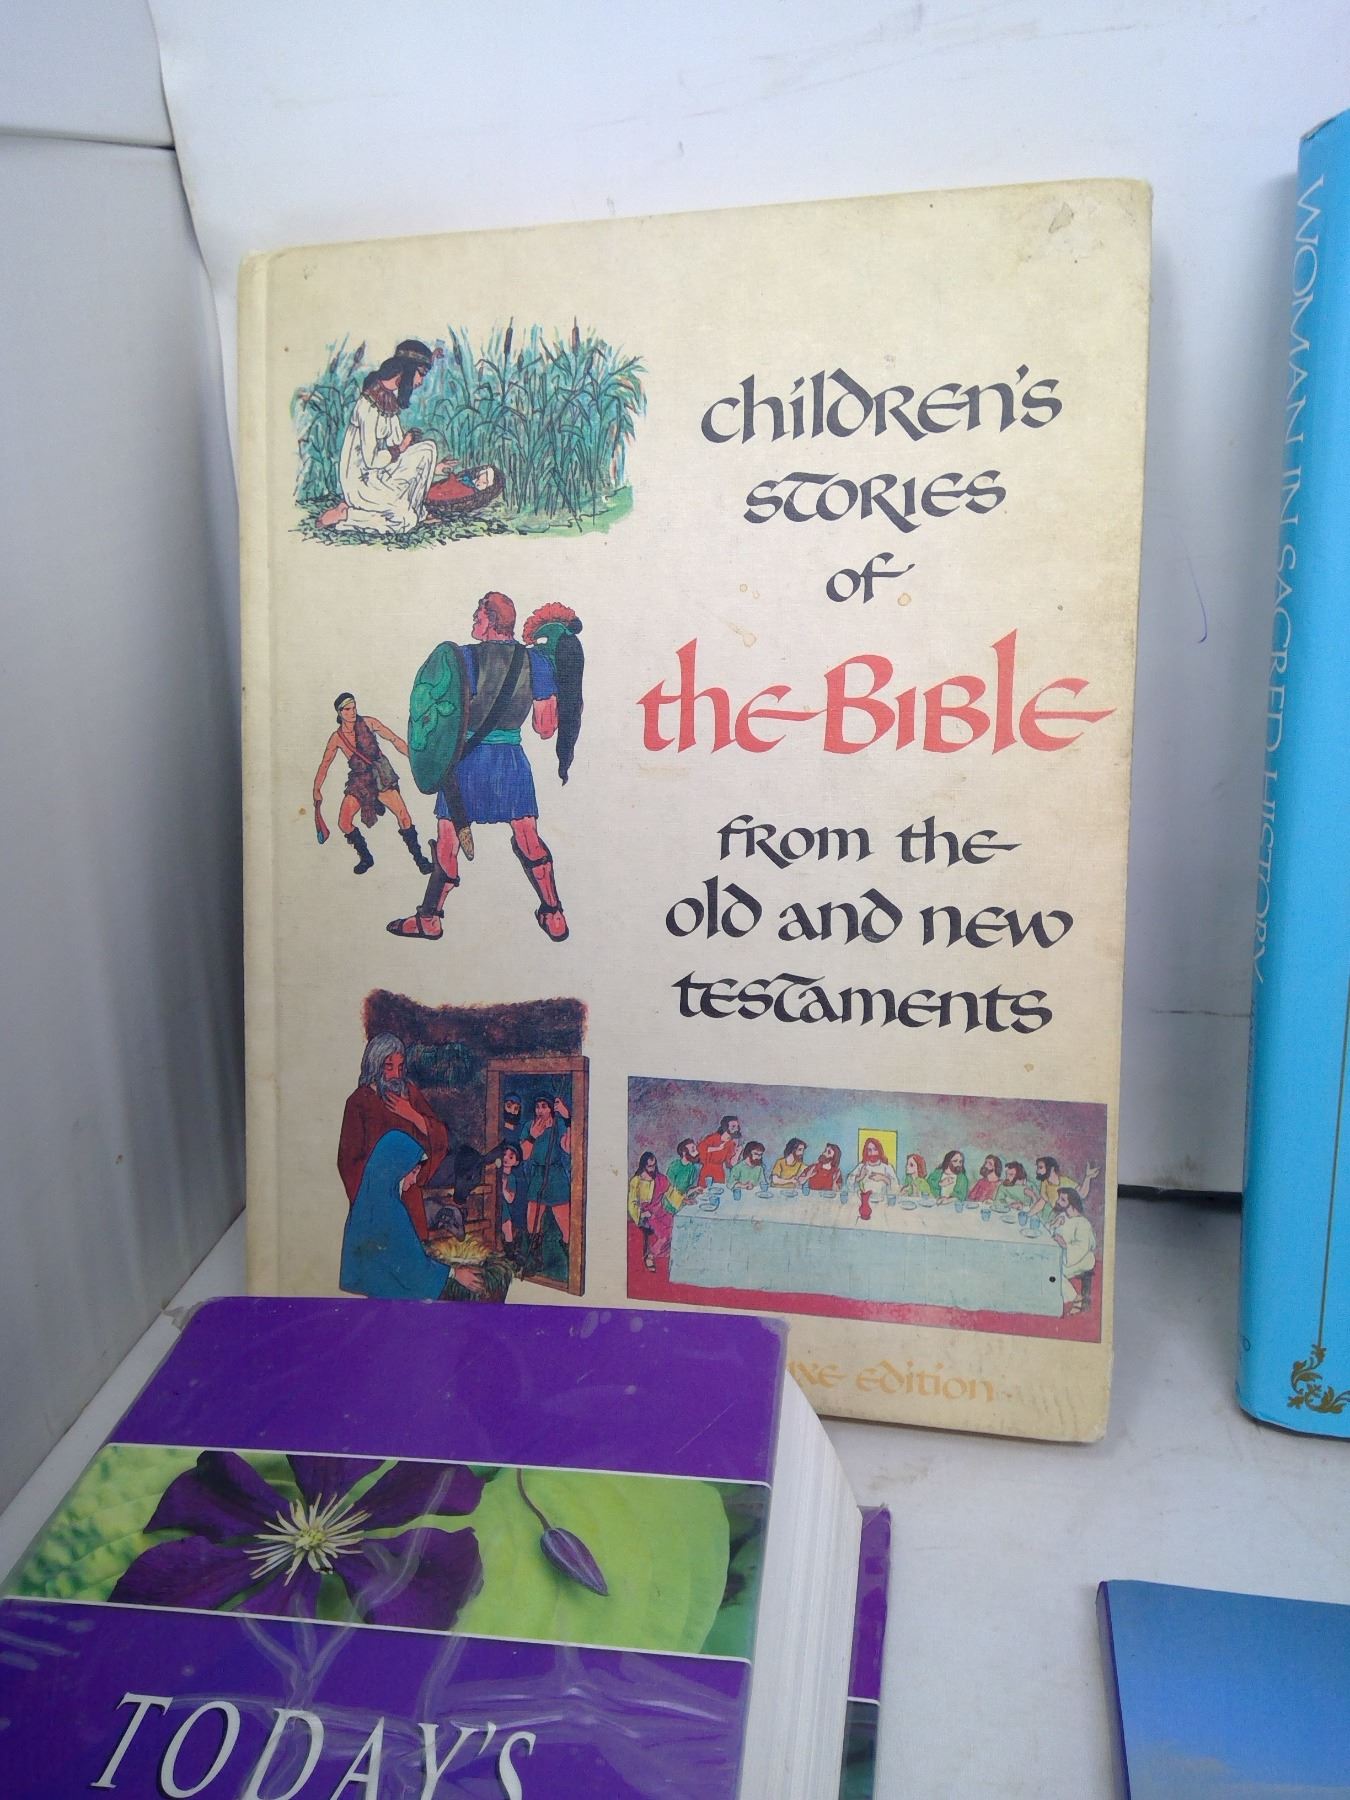 children's
stories
of
the Bible
from the
old and new
testaments
edition
WOMAN IN SACRED HISTORY
TODAY'S